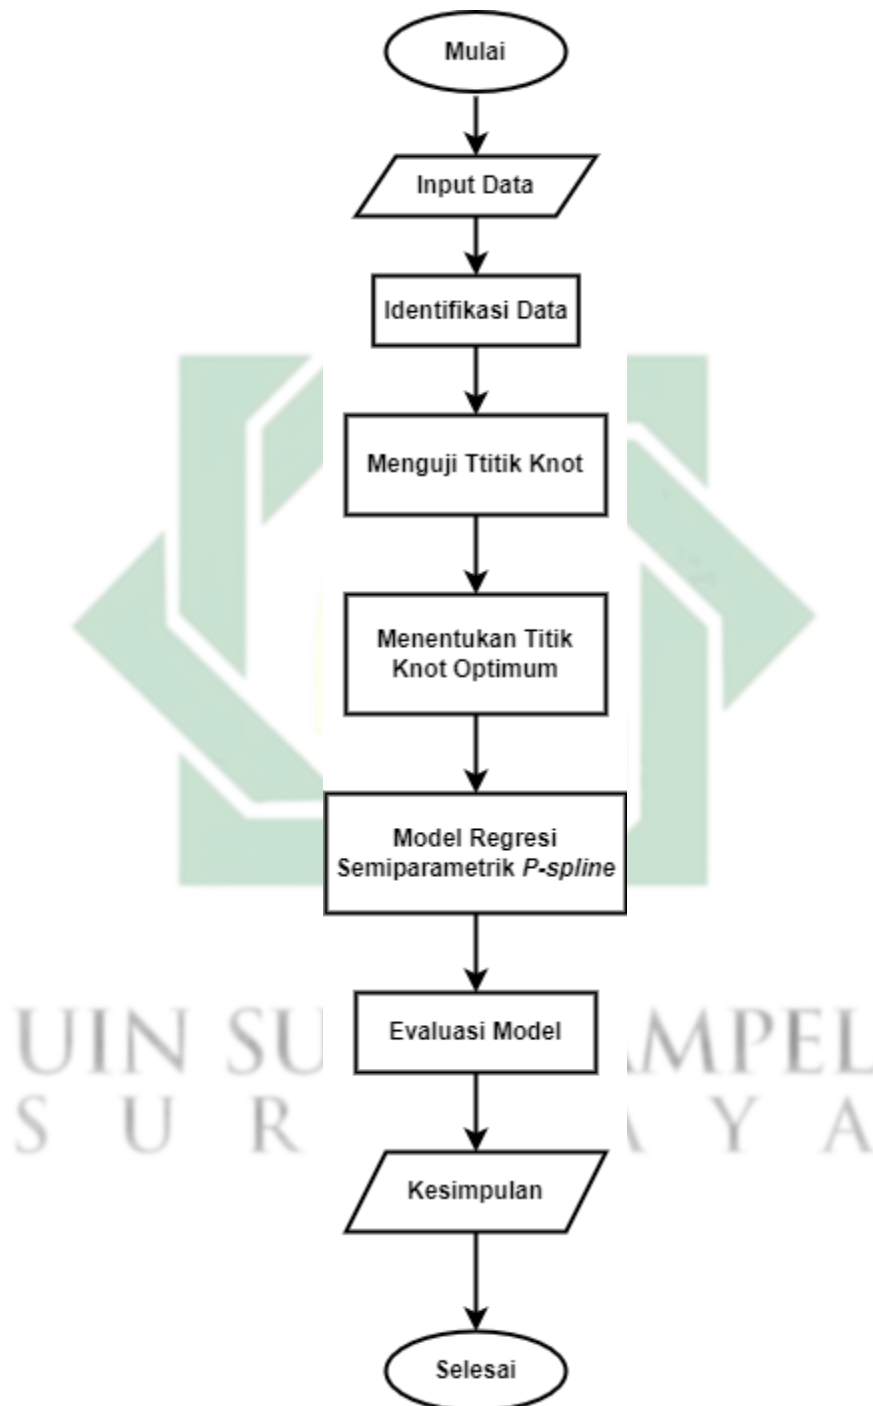 Mulai
Input Data
Identifikasi Data
Menguji Ttitik Knot
Menentukan Titik
Knot Optimum
Model Regresi
Semiparametrik P-spline
Evaluasi Model
UIN SU AMPEL
S U R A Y A
Kesimpulan
Selesai